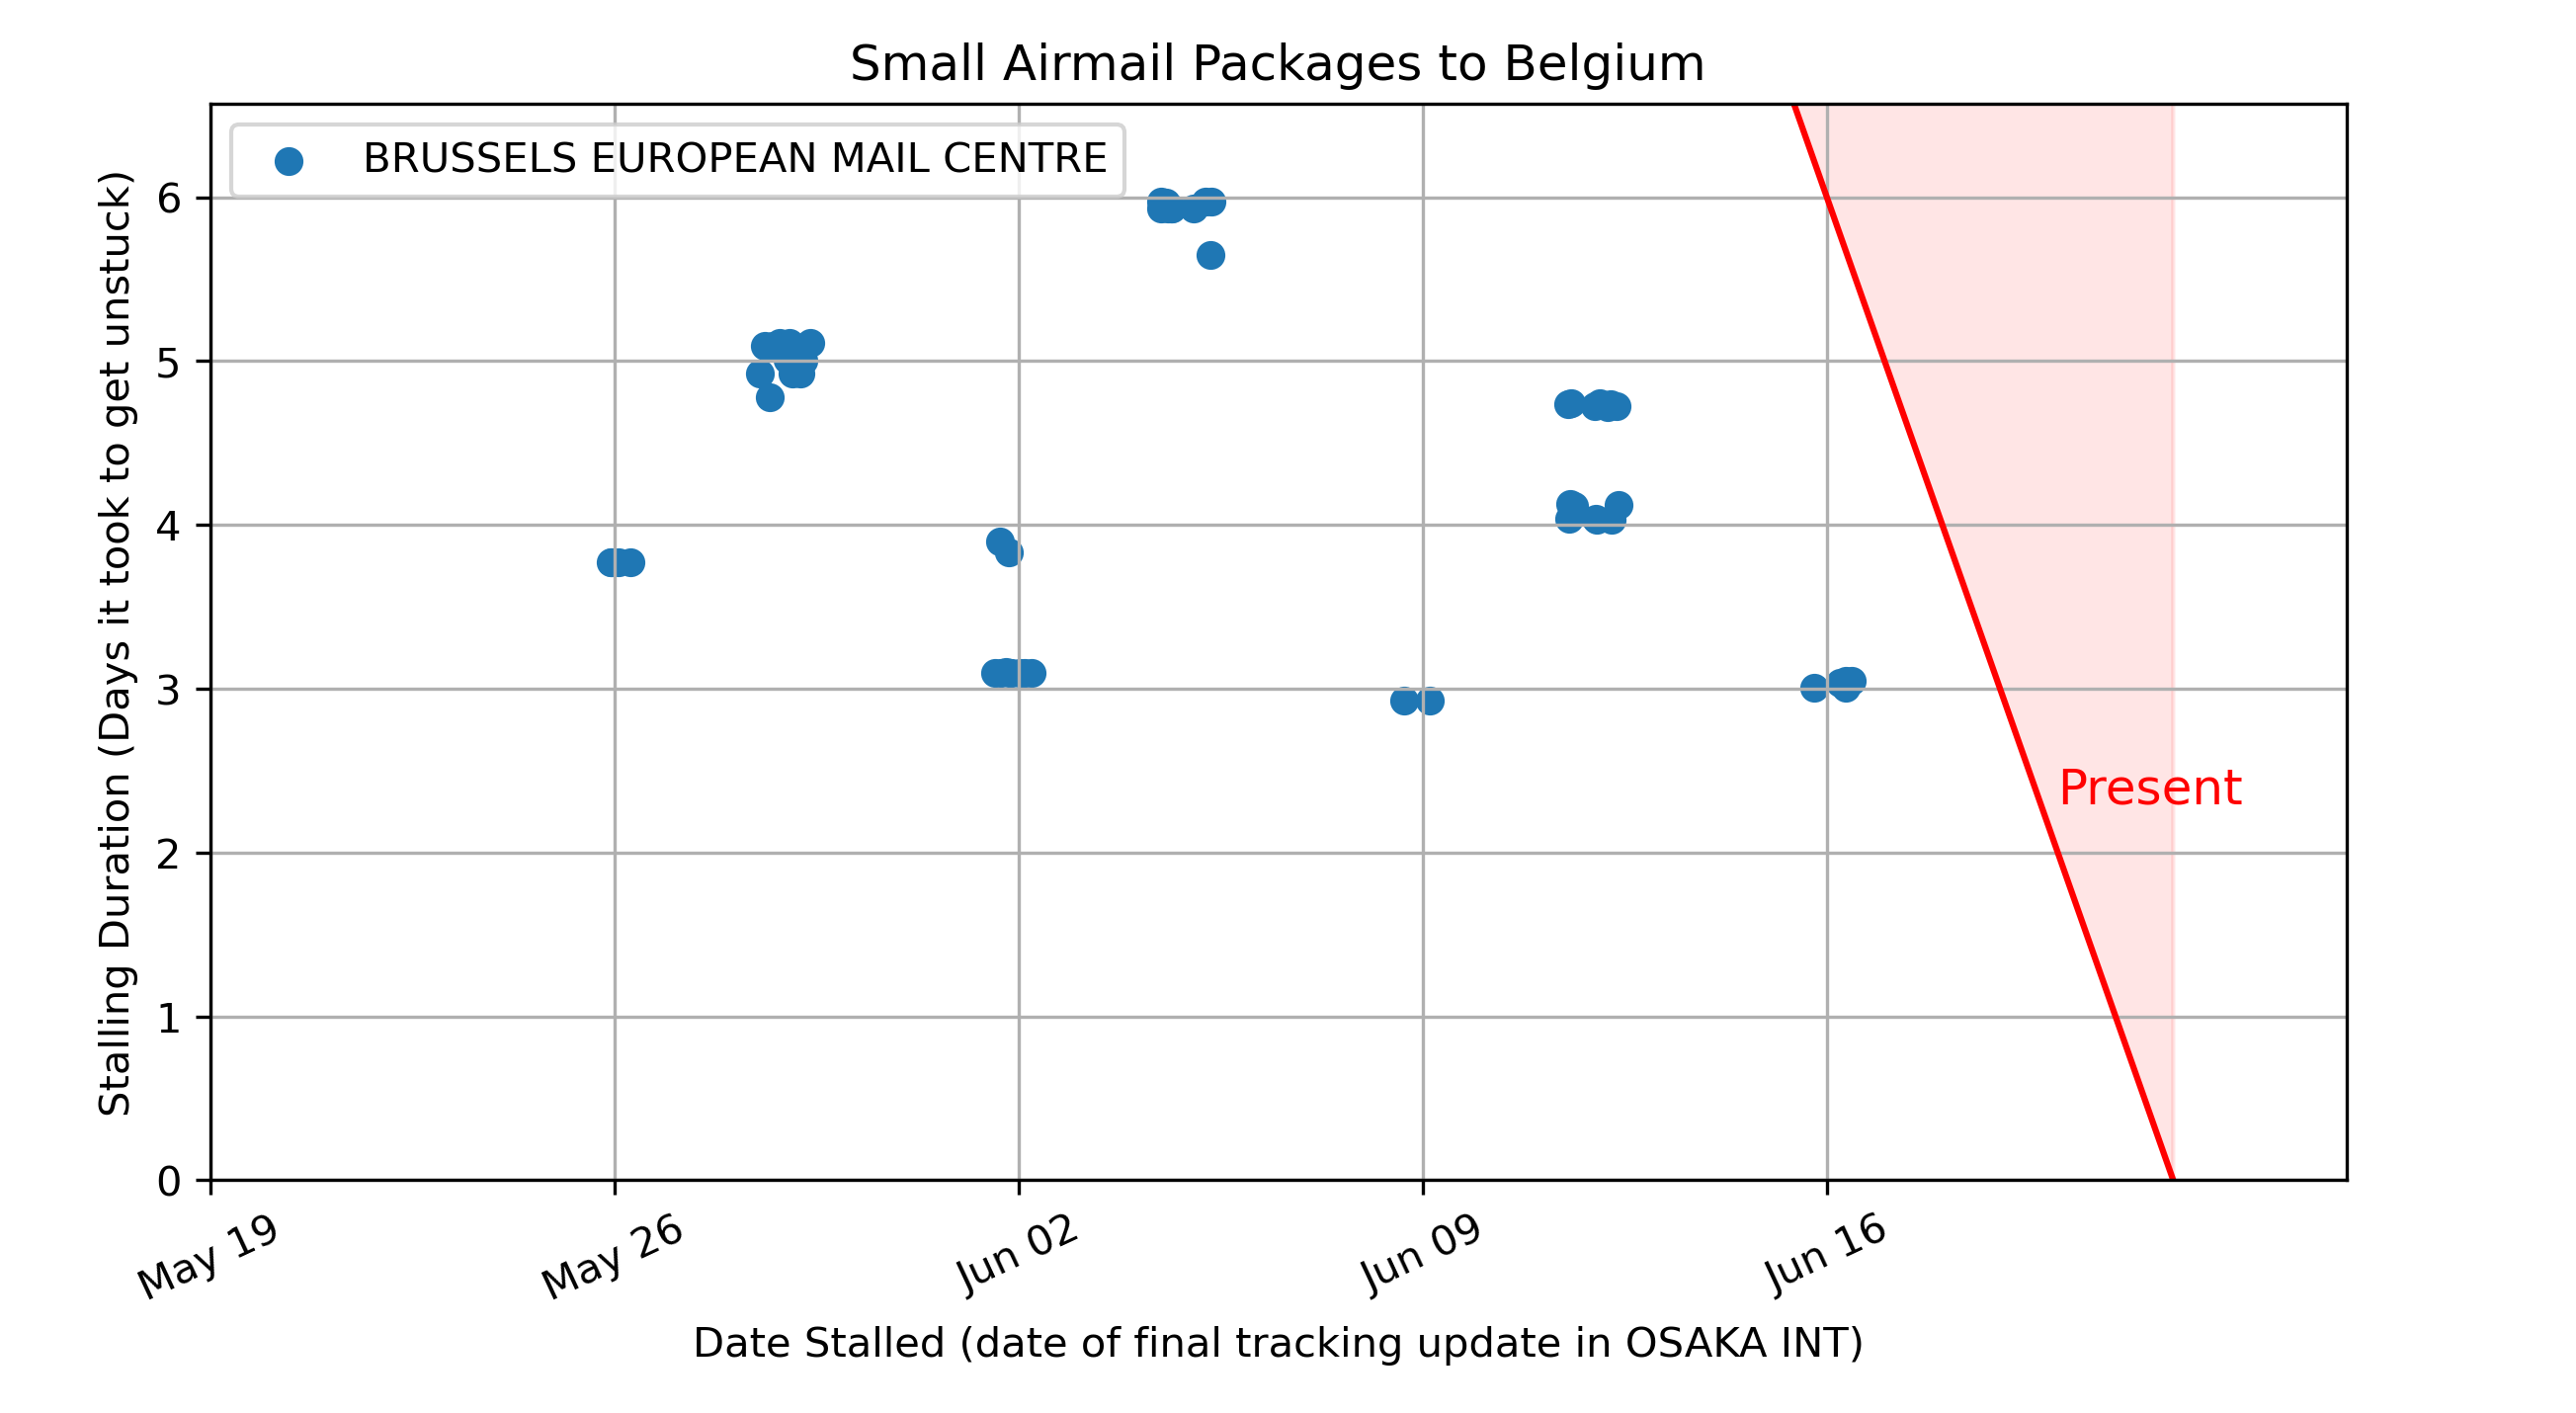 Small Airmail Packages to Belgium
BRUSSELS EUROPEAN MAIL CENTRE
Stalling Duration (Days it took to get unstuck)
6
5
4
3
2
1
0
Present
May 19
May 26
Jun 02
Jun 09
Jun 16
Date Stalled (date of final tracking update in OSAKA INT)